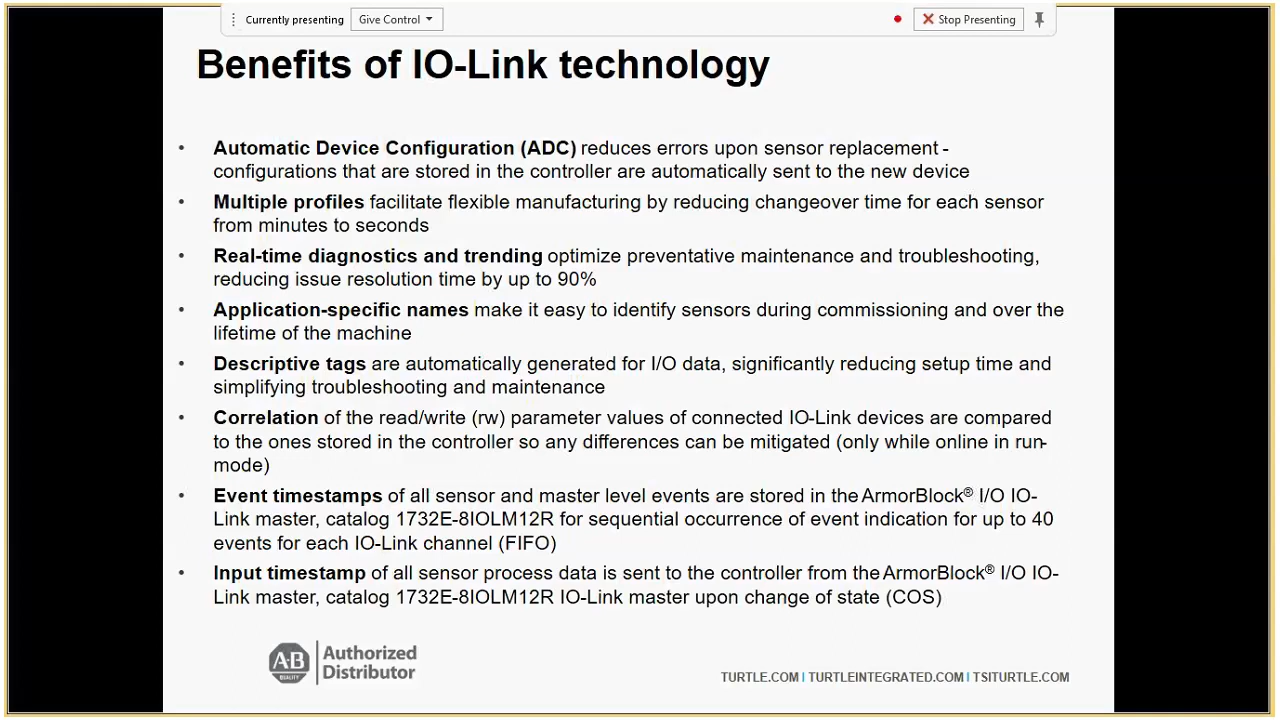 Currently presenting Give Control Stop Presenting
Benefits of IO-Link technology
• Automatic Device Configuration (ADC) reduces errors upon sensor replacement -
configurations that are stored in the controller are automatically sent to the new device
• Multiple profiles facilitate flexible manufacturing by reducing changeover time for each sensor
from minutes to seconds
• Real-time diagnostics and trending optimize preventative maintenance and troubleshooting,
reducing issue resolution time by up to 90%
• Application-specific names make it easy to identify sensors during commissioning and over the
lifetime of the machine
• Descriptive tags are automatically generated for I/O data, significantly reducing setup time and
simplifying troubleshooting and maintenance
• Correlation of the read/write (rw) parameter values of connected IO-Link devices are compared
to the ones stored in the controller so any differences can be mitigated (only while online in run-
mode)
• Event timestamps of all sensor and master level events are stored in the ArmorBlock® I/O IO-
Link master, catalog 1732E-8IOLM12R for sequential occurrence of event indication for up to 40
events for each IO-Link channel (FIFO)
• Input timestamp of all sensor process data is sent to the controller from the ArmorBlock® I/O IO-
Link master, catalog 1732E-8IOLM12R IO-Link master upon change of state (COS)
AB
QUALITY
Authorized
Distributor
TURTLE.COM | TURTLEINTEGRATED.COM | TSITURTLE.COM